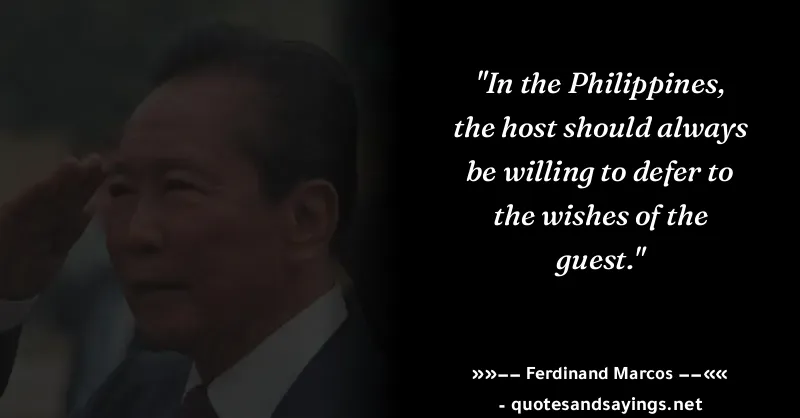 "In the Philippines,
the host should always
be willing to defer to
the wishes of the
guest."
»»−− Ferdinand Marcos −−««
- quotesandsayings.net